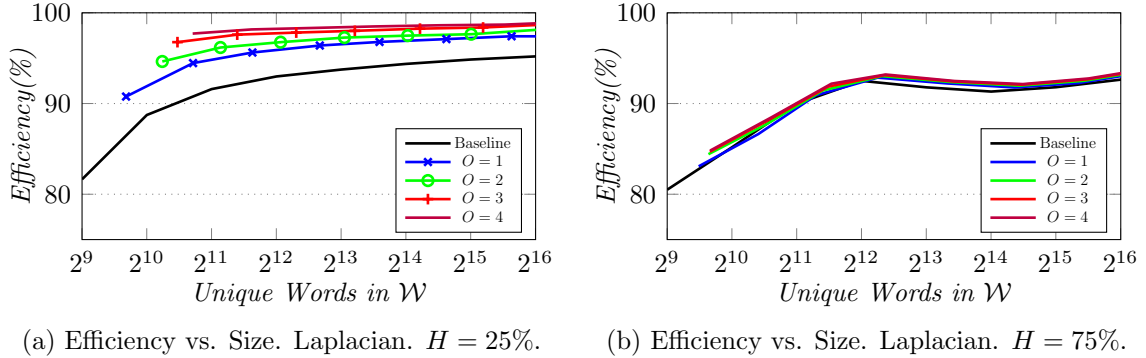 100
90
80
Efficiency(%)
Baseline
O = 1
O = 2
O = 3
O = 4
2^9 2^10 2^11 2^12 2^13 2^14 2^15 2^16
Unique Words in 𝒲
(a) Efficiency vs. Size. Laplacian. H = 25%.
100
90
80
Efficiency(%)
Baseline
O = 1
O = 2
O = 3
O = 4
2^9 2^10 2^11 2^12 2^13 2^14 2^15 2^16
Unique Words in 𝒲
(b) Efficiency vs. Size. Laplacian. H = 75%.